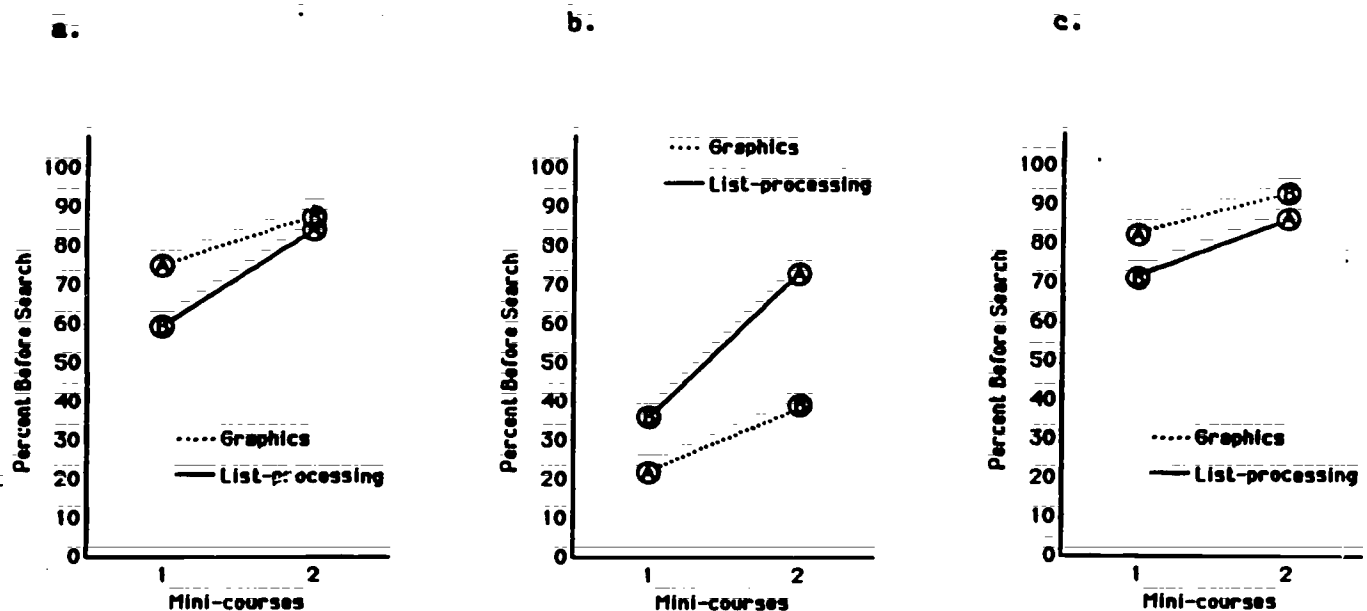 a.
Percent Before Search
100
90
80
70
60
50
40
30
20
10
0
A
B
B
A
Graphics
List-processing
1 2
Mini-courses
b.
Percent Before Search
100
90
80
70
60
50
40
30
20
10
0
Graphics
List-processing
A
B
B
A
1 2
Mini-courses
c.
Percent Before Search
100
90
80
70
60
50
40
30
20
10
0
B
A
A
B
Graphics
List-processing
1 2
Mini-courses